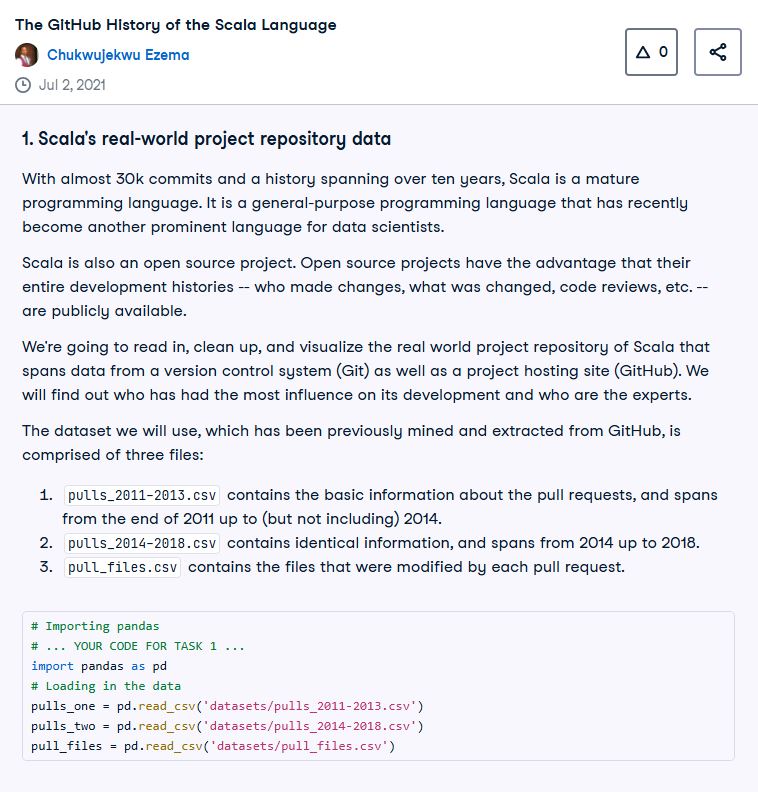 The GitHub History of the Scala Language
Chukwujekwu Ezema
Jul 2, 2021
0
1. Scala's real-world project repository data
With almost 30k commits and a history spanning over ten years, Scala is a mature
programming language. It is a general-purpose programming language that has recently
become another prominent language for data scientists.
Scala is also an open source project. Open source projects have the advantage that their
entire development histories -- who made changes, what was changed, code reviews, etc. --
are publicly available.
We're going to read in, clean up, and visualize the real world project repository of Scala that
spans data from a version control system (Git) as well as a project hosting site (GitHub). We
will find out who has had the most influence on its development and who are the experts.
The dataset we will use, which has been previously mined and extracted from GitHub, is
comprised of three files:
1. pulls_2011-2013.csv contains the basic information about the pull requests, and spans
from the end of 2011 up to (but not including) 2014.
2. pulls_2014-2018.csv contains identical information, and spans from 2014 up to 2018.
3. pull_files.csv contains the files that were modified by each pull request.
# Importing pandas
# ... YOUR CODE FOR TASK 1 ...
import pandas as pd
# Loading in the data
pulls_one = pd.read_csv('datasets/pulls_2011-2013.csv')
pulls_two = pd.read_csv('datasets/pulls_2014-2018.csv')
pull_files = pd.read_csv('datasets/pull_files.csv')